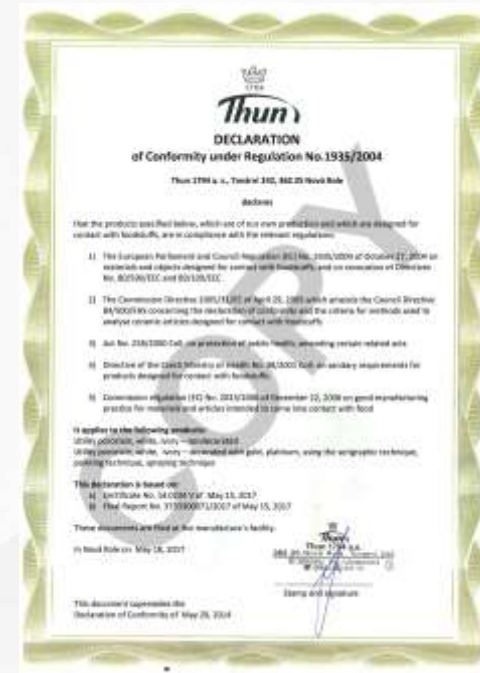 1794
Thun
DECLARATION
of Conformity under Regulation No.1935/2004
Thun 1794 a. s., Tovární 242, 362 25 Nová Role
declares
that the products specified below, which are of our own production and which are designed for
contact with foodstuffs, are in compliance with the relevant regulations:
1) The European Parliament and Council Regulation (EC) No. 1935/2004 of October 27, 2004 on
materials and objects designed for contact with foodstuffs, and on revocation of Directives
No. 80/590/EEC and 89/109/EEC
2) The Commission Directive 2005/31/EC of April 29, 2005 which amends the Council Directive
84/500/EHS concerning the declaration of conformity and the criteria for methods used to
analyse ceramic articles designed for contact with foodstuffs
3) Act No. 258/2000 Coll. on protection of public health, amending certain related acts
4) Directive of the Czech Ministry of Health No. 38/2001 Coll. on sanitary requirements for
products designed for contact with foodstuffs
5) Commission regulation (EC) No. 2023/2006 of December 22, 2006 on good manufacturing
practice for materials and articles intended to come into contact with food
It applies to the following products:
Utility porcelain, white, ivory – undecorated
Utility porcelain, white, ivory – decorated with gold, platinum, using the serigraphic technique,
painting technique, spraying technique
This declaration is based on:
a) Certificate No. of May 15, 2017
b) Final Report No. of May 15, 2017
These documents are filed at the manufacture's facility.
In Nová Role on May 18, 2017
Thun
Thun 1794 a.s.
Stamp and signature
This document supersedes the
Declaration of Conformity of May 29, 2014
COPY